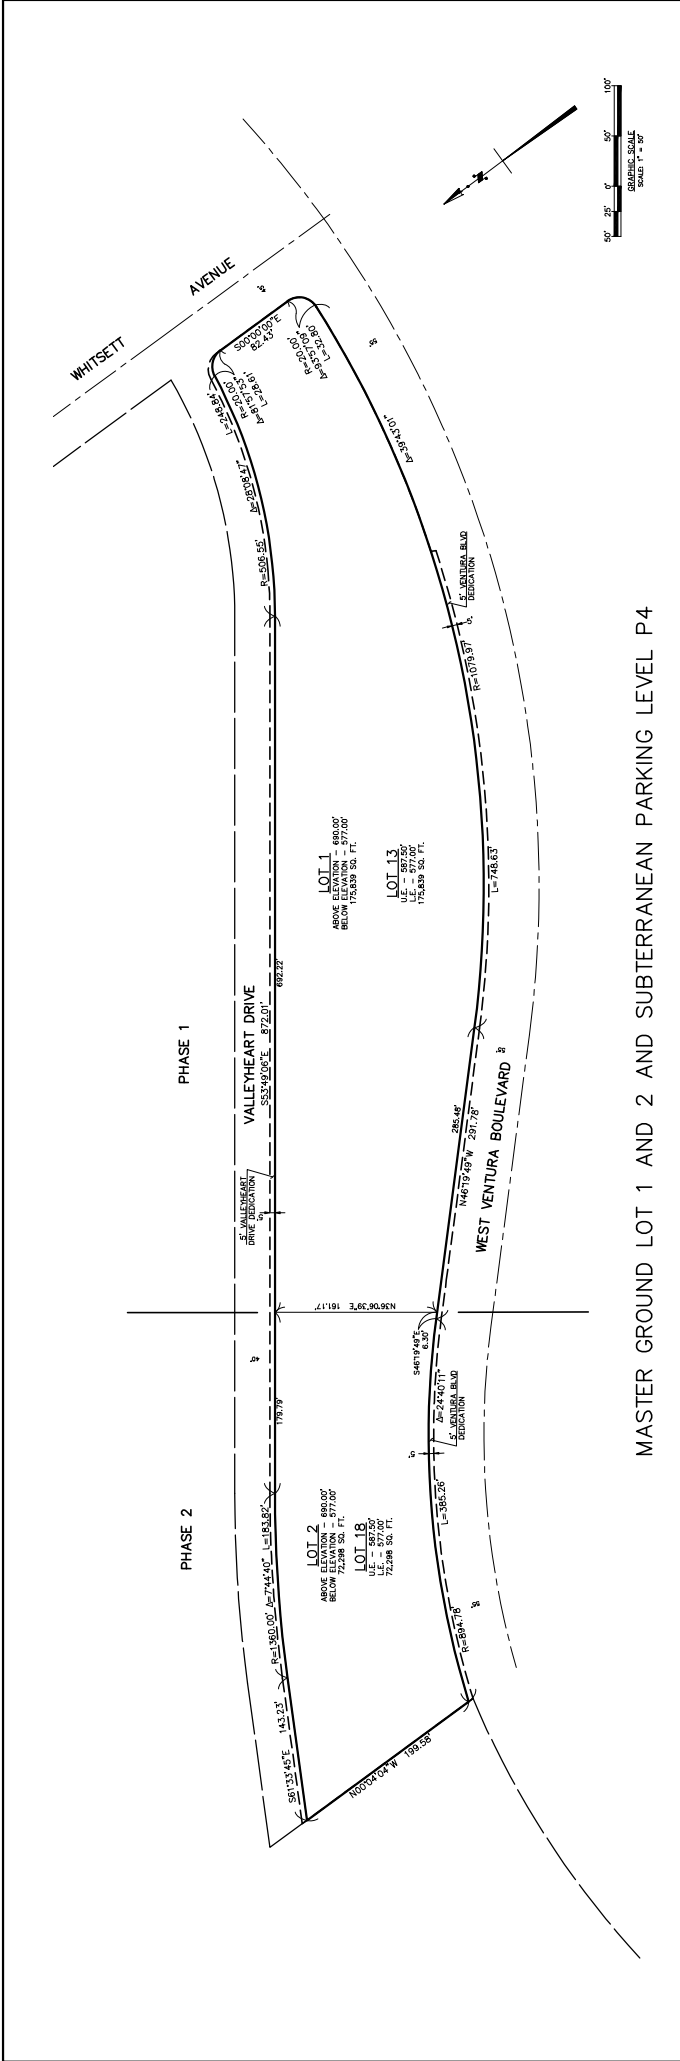 WHITSETT
AVENUE
45'
S00°00'00"E
82.43'
R=20.00'
Δ=93°57'09"
L=32.80'
R=20.00'
Δ=81°57'53"
L=28.61'
L=248.84'
Δ=28°08'47"
R=506.55'
Δ=39°43'01"
5' VENTURA BLVD
DEDICATION
5'
R=1079.97'
L=748.63'
50'
0'
25'
50'
100'
GRAPHIC SCALE
SCALE: 1" = 50'
PHASE 1
VALLEYHEART DRIVE
S53°49'06"E 872.01'
692.22'
5' VALLEYHEART
DRIVE DEDICATION
5'
LOT 1
ABOVE ELEVATION - 690.00'
BELOW ELEVATION - 577.00'
175,839 SQ. FT.
LOT 13
U.E. - 587.50'
L.E. - 577.00'
175,839 SQ. FT.
285.48'
N46°19'49"W 291.78'
WEST VENTURA BOULEVARD
N36°06'39"E 161.17'
S46°19'49"E
6.30'
PHASE 2
40'
179.79'
R=1360.00' Δ=7°44'40" L=183.82'
S61°33'45"E 143.23'
LOT 2
ABOVE ELEVATION - 690.00'
BELOW ELEVATION - 577.00'
72,298 SQ. FT.
LOT 18
U.E. - 587.50'
L.E. - 577.00'
72,298 SQ. FT.
5'
5' VENTURA BLVD
DEDICATION
Δ=24°40'11"
L=385.26'
R=894.78'
N00°04'04"W 199.58'
MASTER GROUND LOT 1 AND 2 AND SUBTERRANEAN PARKING LEVEL P4